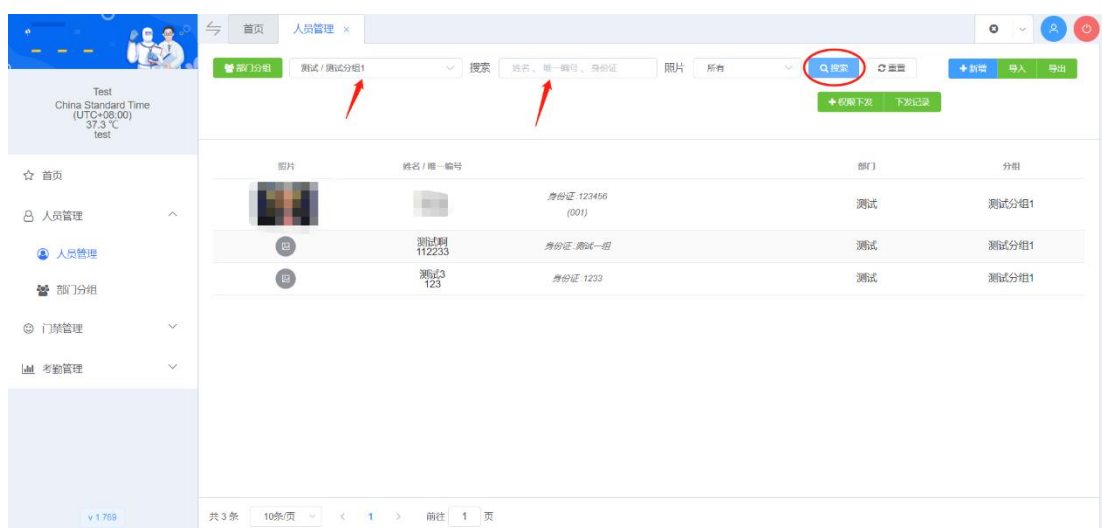 首页
人员管理 ×
部门分组
测试 / 测试分组1
搜索
姓名、唯一编号、身份证
照片
所有
搜索
重置
新增
导入
导出
权限下发
下发记录
Test
China Standard Time
(UTC+08:00)
37.3 ℃
test
首页
人员管理
人员管理
部门分组
门禁管理
考勤管理
v 1.769
照片
姓名 / 唯一编号
部门
分组
身份证:123456
(001)
测试
测试分组1
测试啊
112233
身份证:测试一组
测试
测试分组1
测试3
123
身份证:1233
测试
测试分组1
共 3 条
10条/页
< 1 >
前往 1 页